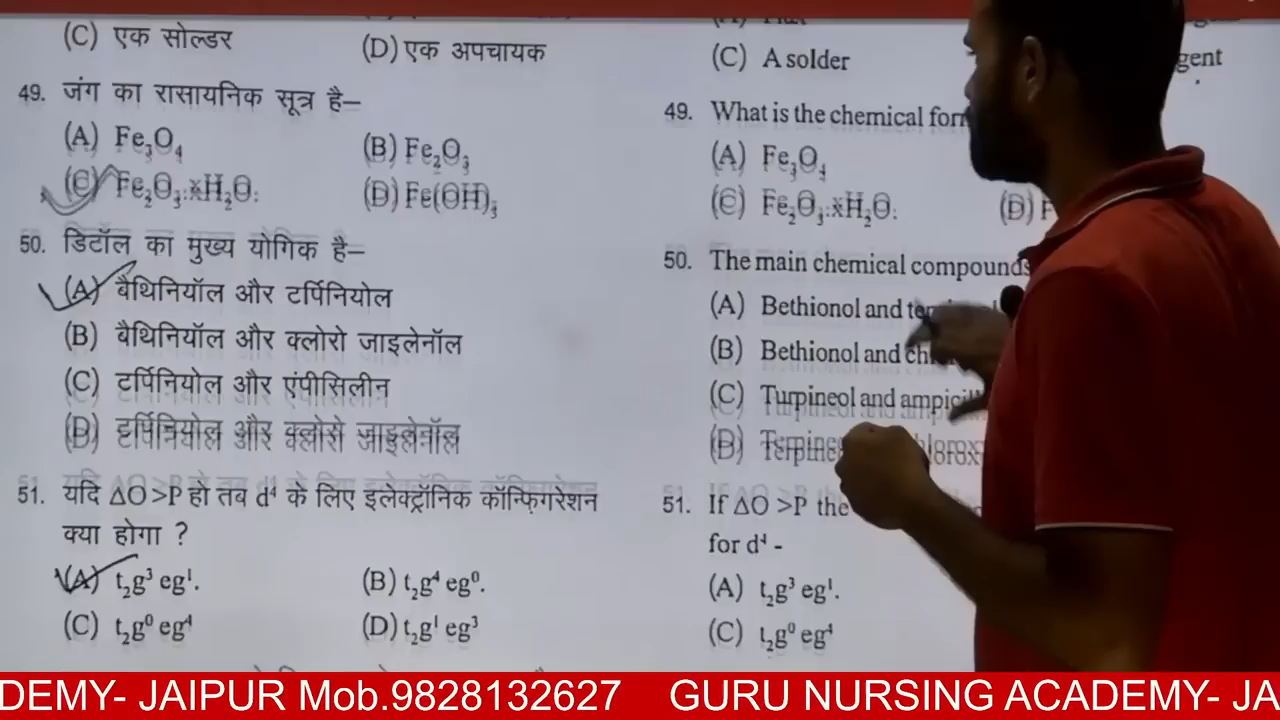 (C) एक सोल्डर
(D) एक अपचायक
49. जंग का रासायनिक सूत्र है–
(A) Fe₃O₄
(B) Fe₂O₃
(C) Fe₂O₃.xH₂O.
(D) Fe(OH)₃
50. डिटॉल का मुख्य योगिक है–
(A) बैथिनियॉल और टर्पिनियोल
(B) बैथिनियॉल और क्लोरो जाइलेनॉल
(C) टर्पिनियोल और एंपीसिलीन
(D) टर्पिनियोल और क्लोरो जाइलेनॉल
51. यदि ΔO >P हो तब d⁴ के लिए इलेक्ट्रॉनिक कॉन्फ़िगरेशन
क्या होगा ?
(A) t₂g³ eg¹.
(B) t₂g⁴ eg⁰.
(C) t₂g⁰ eg⁴
(D) t₂g¹ eg³
(C) A solder
gent
49. What is the chemical for
(A) Fe₃O₄
(C) Fe₂O₃.xH₂O.
(D) F
50. The main chemical compounds
(A) Bethionol and
(B) Bethionol and ch
(C) Turpineol and ampici
(D) Terpine lorox
51. If ΔO >P the
for d⁴ -
(A) t₂g³ eg¹.
(C) t₂g⁰ eg⁴
DEMY- JAIPUR Mob.9828132627 GURU NURSING ACADEMY- JA